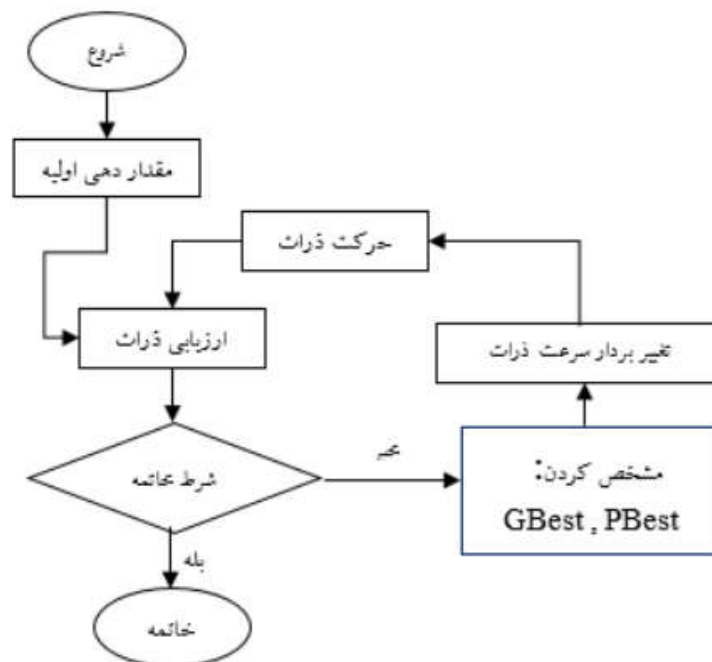 شروع
مقدار دهی اولیه
حرکت ذرات
ارزیابی ذرات
تغییر بردار سرعت ذرات
شرط خاتمه
خیر
مشخص کردن:
GBest , PBest
بله
خاتمه